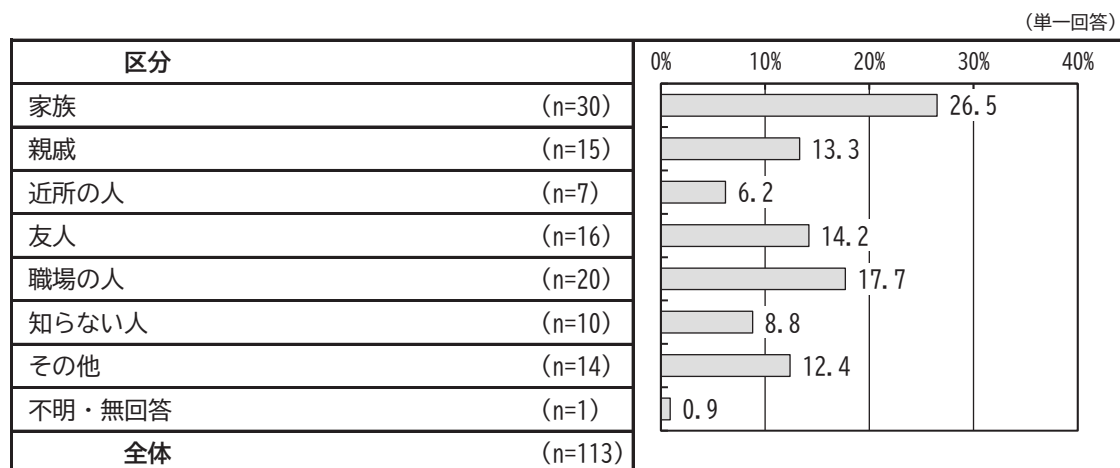 （単一回答）
区分 0% 10% 20% 30% 40%
家族 （n=30） 26.5
親戚 （n=15） 13.3
近所の人 （n=7） 6.2
友人 （n=16） 14.2
職場の人 （n=20） 17.7
知らない人 （n=10） 8.8
その他 （n=14） 12.4
不明・無回答 （n=1） 0.9
全体 （n=113）